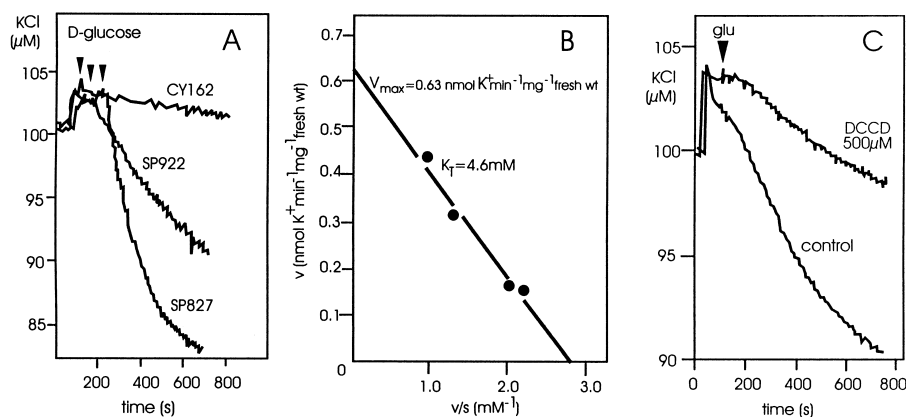 A
KCl
(µM)
D-glucose
105
100
95
90
85
CY162
SP922
SP827
200 400 600 800
time (s)
B
v (nmol K+min-1mg-1fresh wt)
0.6
0.5
0.4
0.3
0.2
0.1
0
Vmax=0.63 nmol K+min-1mg-1fresh wt)
KT=4.6mM
1.0 2.0 3.0
v/s (mM-1)
C
glu
105
KCl
(µM)
100
95
90
DCCD
500µM
control
0 200 400 600 800
time (s)